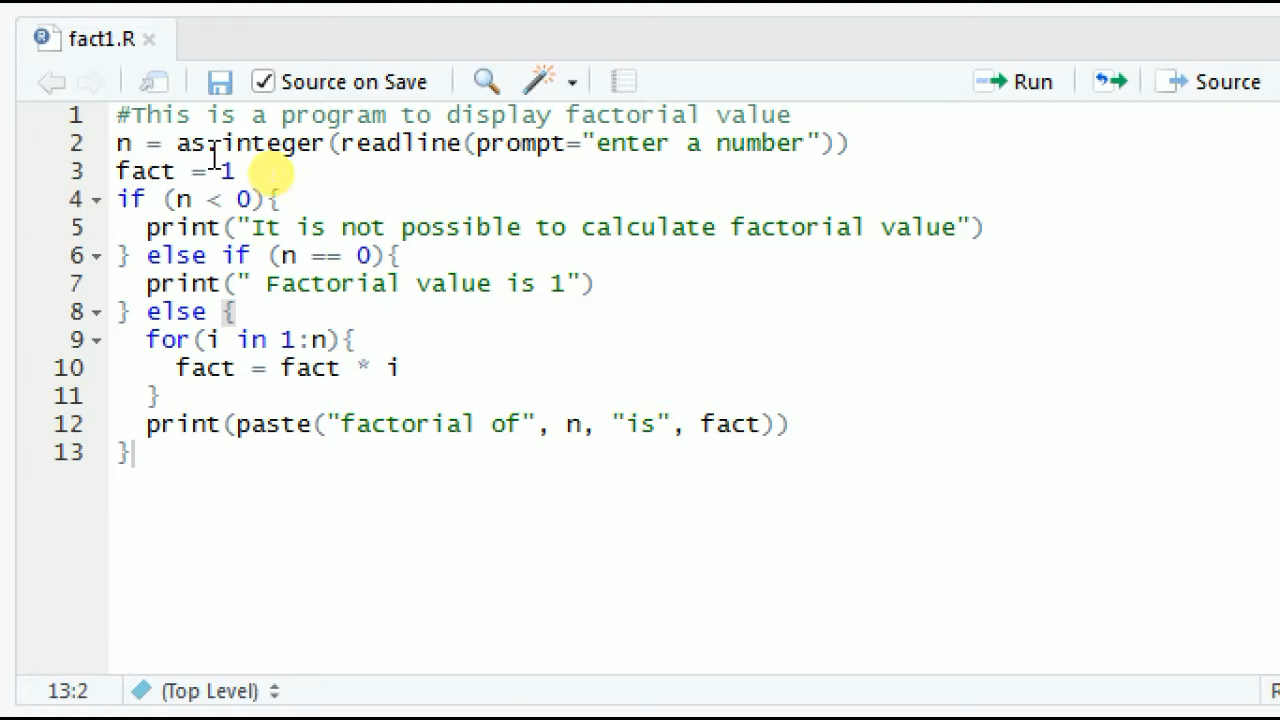 fact1.R
Source on Save Run Source
1 #This is a program to display factorial value
2 n = as.integer(readline(prompt="enter a number"))
3 fact = 1
4 if (n < 0){
5 print("It is not possible to calculate factorial value")
6 } else if (n == 0){
7 print(" Factorial value is 1")
8 } else {
9 for(i in 1:n){
10 fact = fact * i
11 }
12 print(paste("factorial of", n, "is", fact))
13 }
13:2 (Top Level)